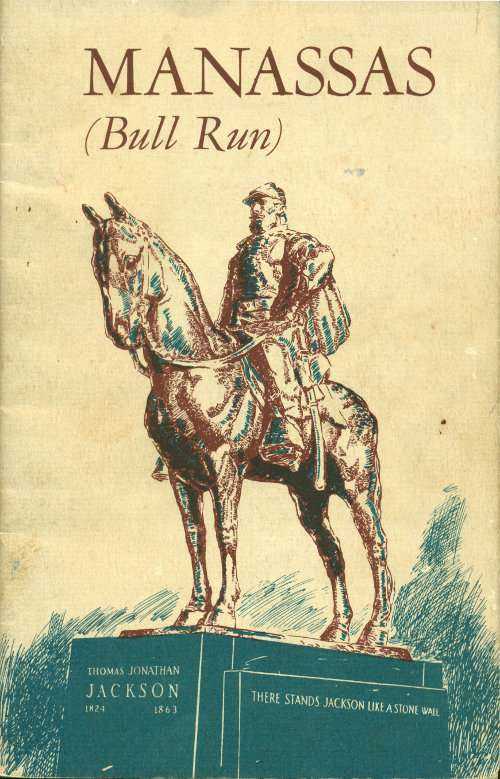 MANASSAS
(Bull Run)
THOMAS JONATHAN
JACKSON
1824 1863
THERE STANDS JACKSON LIKE A STONE WALL